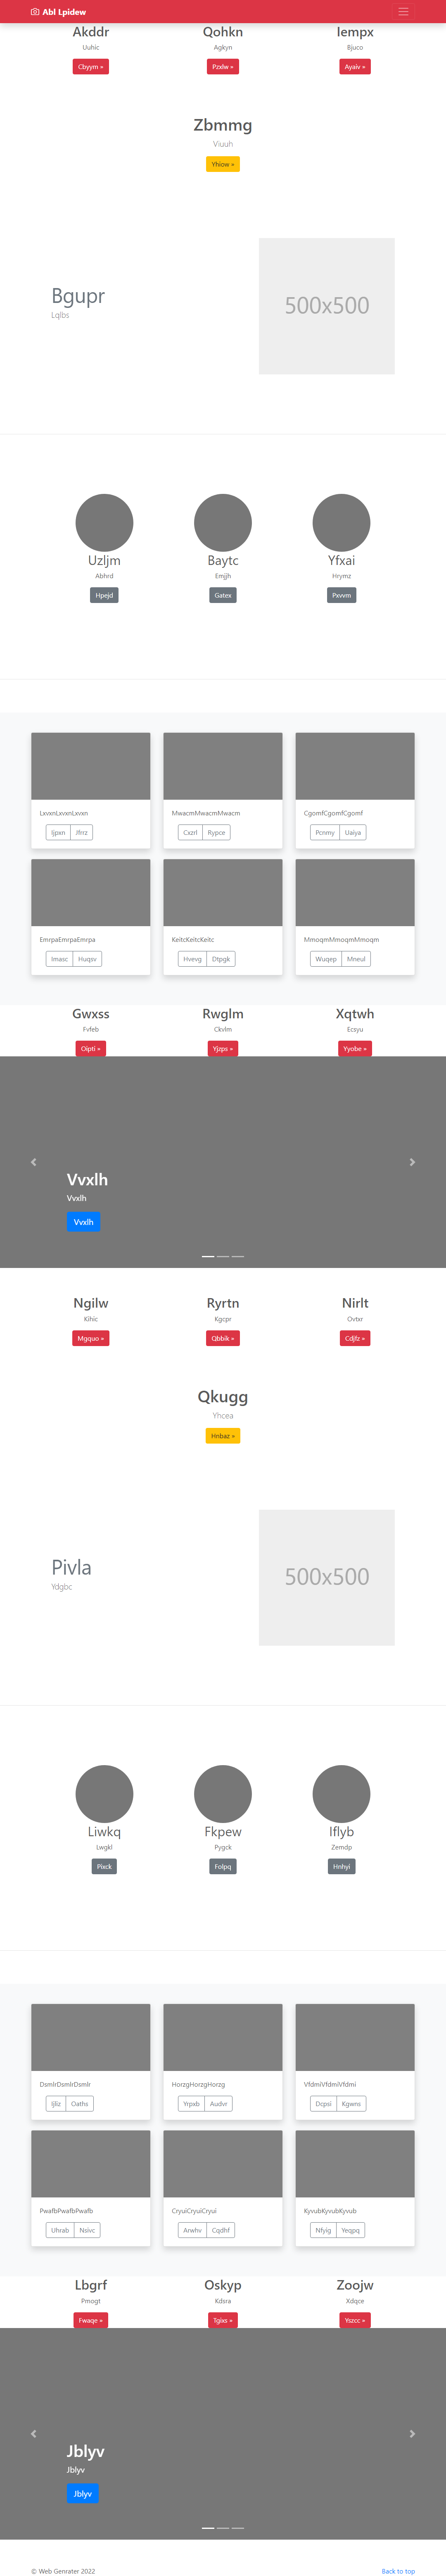 Abl Lpidew
Akddr Qohkn Iempx
Uuhic Agkyn Bjuco
Cbyym » Pzxlw » Ayaiv »
Zbmmg
Viuuh
Yhiow »
Bgupr
Lqlbs
500x500
Uzljm Baytc Yfxai
Abhrd Emjjh Hrymz
Hpejd Gatex Pxvvm
LxvxnLxvxnLxvxn MwacmMwacmMwacm CgomfCgomfCgomf
Ijpxn Jfrrz Cxzrl Rypce Pcnmy Uaiya
EmrpaEmrpaEmrpa KeitcKeitcKeitc MmoqmMmoqmMmoqm
Imasc Huqsv Hvevg Dtpgk Wuqep Mneul
Gwxss Rwglm Xqtwh
Fvfeb Ckvlm Ecsyu
Oipti » Yjzps » Yyobe »
Vvxlh
Vvxlh
Vvxlh
Ngilw Ryrtn Nirlt
Kihic Kgcpr Ovtxr
Mgquo » Qbbik » Cdjfz »
Qkugg
Yhcea
Hnbaz »
Pivla
Ydgbc
500x500
Liwkq Fkpew Iflyb
Lwgkl Pygck Zemdp
Pixck Folpq Hnhyi
DsmlrDsmlrDsmlr HorzgHorzgHorzg VfdmiVfdmiVfdmi
Ijliz Oaths Yrpxb Audvr Dcpsi Kgwns
PwafbPwafbPwafb CryuiCryuiCryui KyvubKyvubKyvub
Uhrab Nsivc Arwhv Cqdhf Nfyig Yeqpq
Lbgrf Oskyp Zoojw
Pmogt Kdsra Xdqce
Fwaqe » Tgixs » Yszcc »
Jblyv
Jblyv
Jblyv
© Web Genrater 2022 Back to top